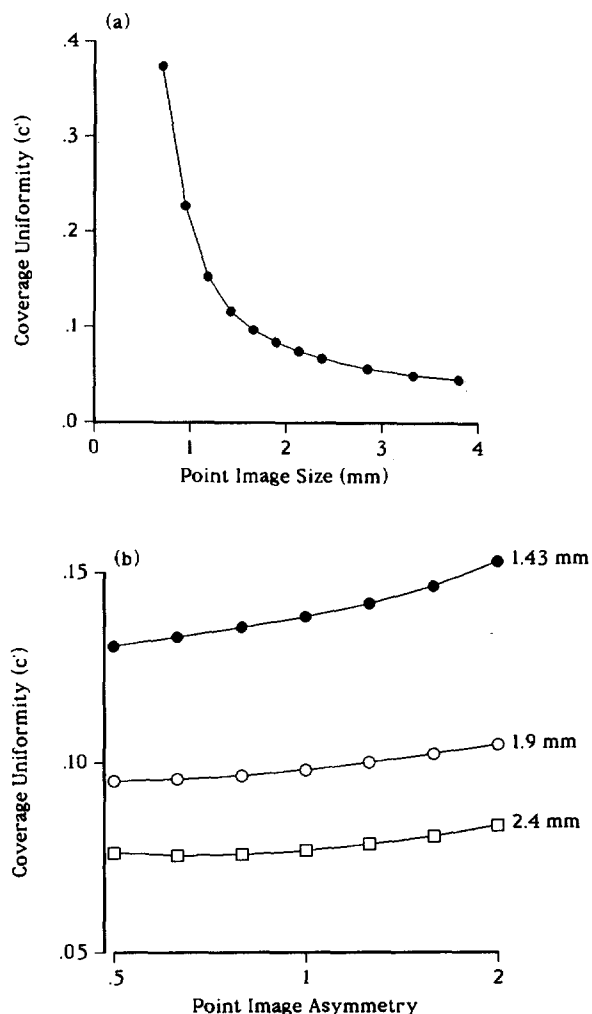 (a)
.4
.3
.2
.1
.0
Coverage Uniformity (c')
0 1 2 3 4
Point Image Size (mm)
(b)
.15
.10
.05
Coverage Uniformity (c')
1.43 mm
1.9 mm
2.4 mm
.5 1 2
Point Image Asymmetry